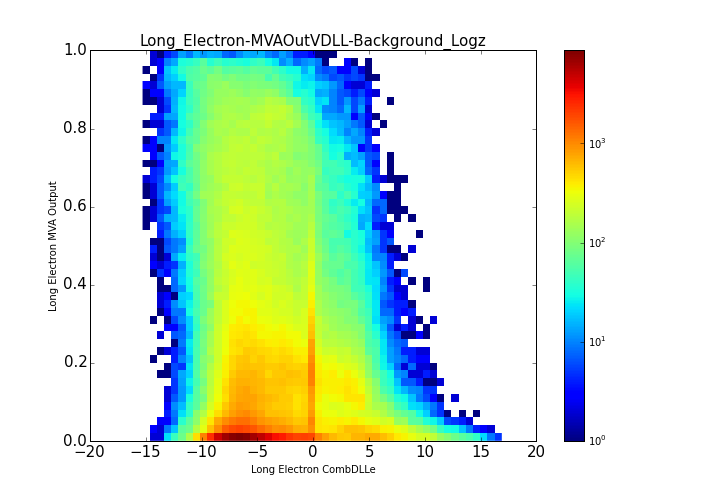 Long_Electron-MVAOutVDLL-Background_Logz
1.0
0.8
0.6
0.4
0.2
0.0
Long Electron MVA Output
−20 −15 −10 −5 0 5 10 15 20
Long Electron CombDLLe
10³
10²
10¹
10⁰